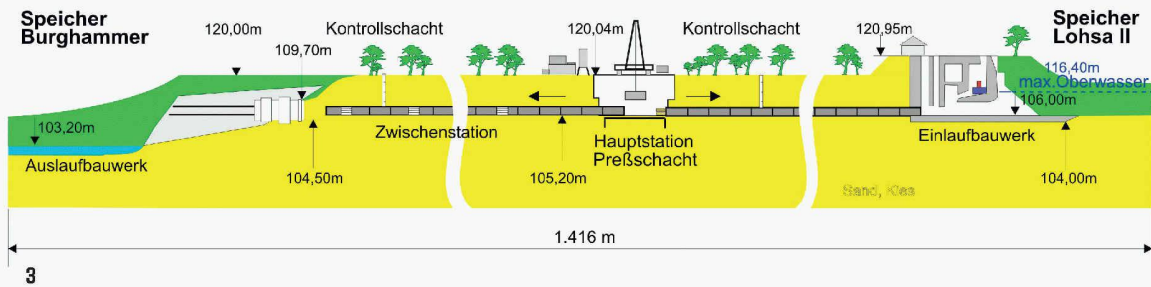 Speicher
Burghammer
120,00m
109,70m
Kontrollschacht
120,04m
Kontrollschacht
120,95m
Speicher
Lohsa II
116,40m
max.Oberwasser
106,00m
103,20m
Zwischenstation
Hauptstation
Preßschacht
Einlaufbauwerk
Auslaufbauwerk
104,50m
105,20m
Sand, Kies
104,00m
1.416 m
3